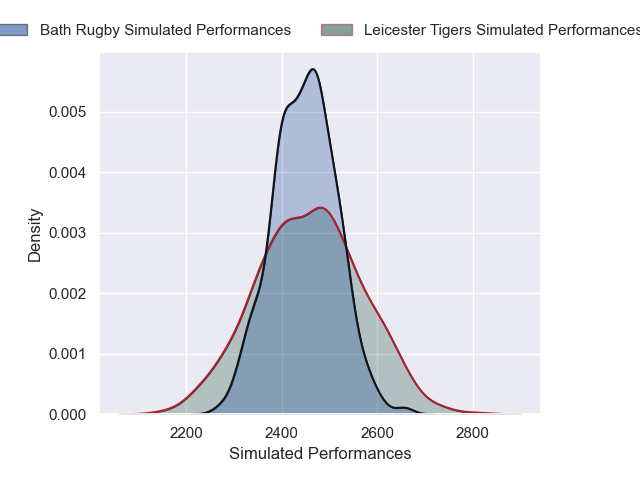 Bath Rugby Simulated Performances
Leicester Tigers Simulated Performances
0.005
0.004
0.003
0.002
0.001
0.000
Density
2200
2400
2600
2800
Simulated Performances